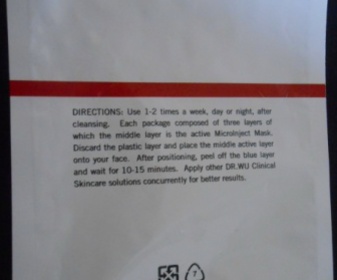 DIRECTIONS: Use 1-2 times a week, day or night, after
cleansing. Each package composed of three layers of
which the middle layer is the active MicroInject Mask.
Discard the plastic layer and place the middle active layer
onto your face. After positioning, peel off the blue layer
and wait for 10-15 minutes. Apply other DR.WU Clinical
Skincare solutions concurrently for better results.
7